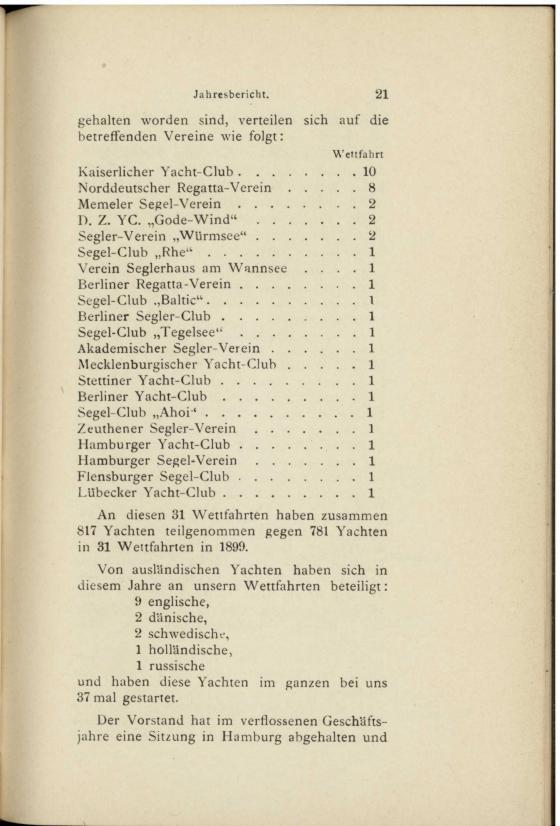 Jahresbericht. 21
gehalten worden sind, verteilen sich auf die
betreffenden Vereine wie folgt:
Wettfahrt
Kaiserlicher Yacht-Club . . . . . . . . 10
Norddeutscher Regatta-Verein . . . . . 8
Memeler Segel-Verein . . . . . . . . 2
D. Z. YC. „Gode-Wind“ . . . . . . . 2
Segler-Verein „Würmsee“ . . . . . . . 2
Segel-Club „Rhe“ . . . . . . . . . 1
Verein Seglerhaus am Wannsee . . . . 1
Berliner Regatta-Verein . . . . . . . . 1
Segel-Club „Baltic“ . . . . . . . . . . 1
Berliner Segler-Club . . . . . . . . . 1
Segel-Club „Tegelsee“ . . . . . . . . 1
Akademischer Segler-Verein . . . . . . 1
Mecklenburgischer Yacht-Club . . . . . 1
Stettiner Yacht-Club . . . . . . . . . 1
Berliner Yacht-Club . . . . . . . . . 1
Segel-Club „Ahoi“ . . . . . . . . . . 1
Zeuthener Segler-Verein . . . . . . . 1
Hamburger Yacht-Club . . . . . . . . 1
Hamburger Segel-Verein . . . . . . . 1
Flensburger Segel-Club . . . . . . . . 1
Lübecker Yacht-Club . . . . . . . . . 1
An diesen 31 Wettfahrten haben zusammen
817 Yachten teilgenommen gegen 781 Yachten
in 31 Wettfahrten in 1899.
Von ausländischen Yachten haben sich in
diesem Jahre an unsern Wettfahrten beteiligt:
9 englische,
2 dänische,
2 schwedische,
1 holländische,
1 russische
und haben diese Yachten im ganzen bei uns
37 mal gestartet.
Der Vorstand hat im verflossenen Geschäfts-
jahre eine Sitzung in Hamburg abgehalten und